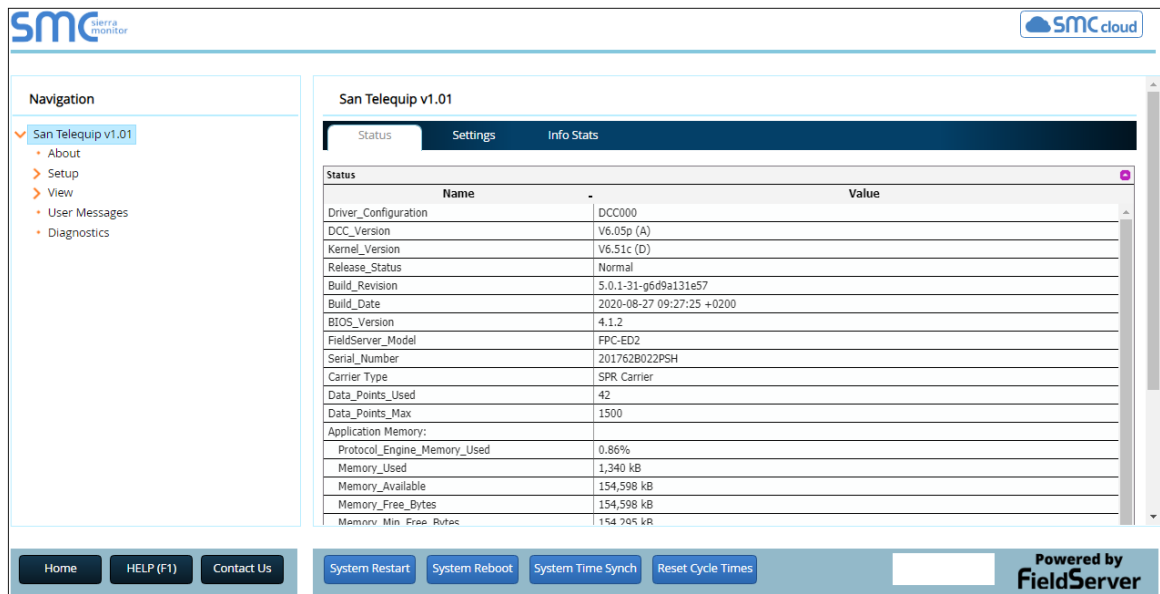 SMC sierra monitor
SMC cloud
Navigation
San Telequip v1.01
About
Setup
View
User Messages
Diagnostics
San Telequip v1.01
Status Settings Info Stats
Status
Name Value
Driver_Configuration DCC000
DCC_Version V6.05p (A)
Kernel_Version V6.51c (D)
Release_Status Normal
Build_Revision 5.0.1-31-g6d9a131e57
Build_Date 2020-08-27 09:27:25 +0200
BIOS_Version 4.1.2
FieldServer_Model FPC-ED2
Serial_Number 201762B022PSH
Carrier Type SPR Carrier
Data_Points_Used 42
Data_Points_Max 1500
Application Memory:
Protocol_Engine_Memory_Used 0.86%
Memory_Used 1,340 kB
Memory_Available 154,598 kB
Memory_Free_Bytes 154,598 kB
Memory_Min_Free_Bytes 154,295 kB
Home HELP (F1) Contact Us
System Restart System Reboot System Time Synch Reset Cycle Times
Powered by
FieldServer